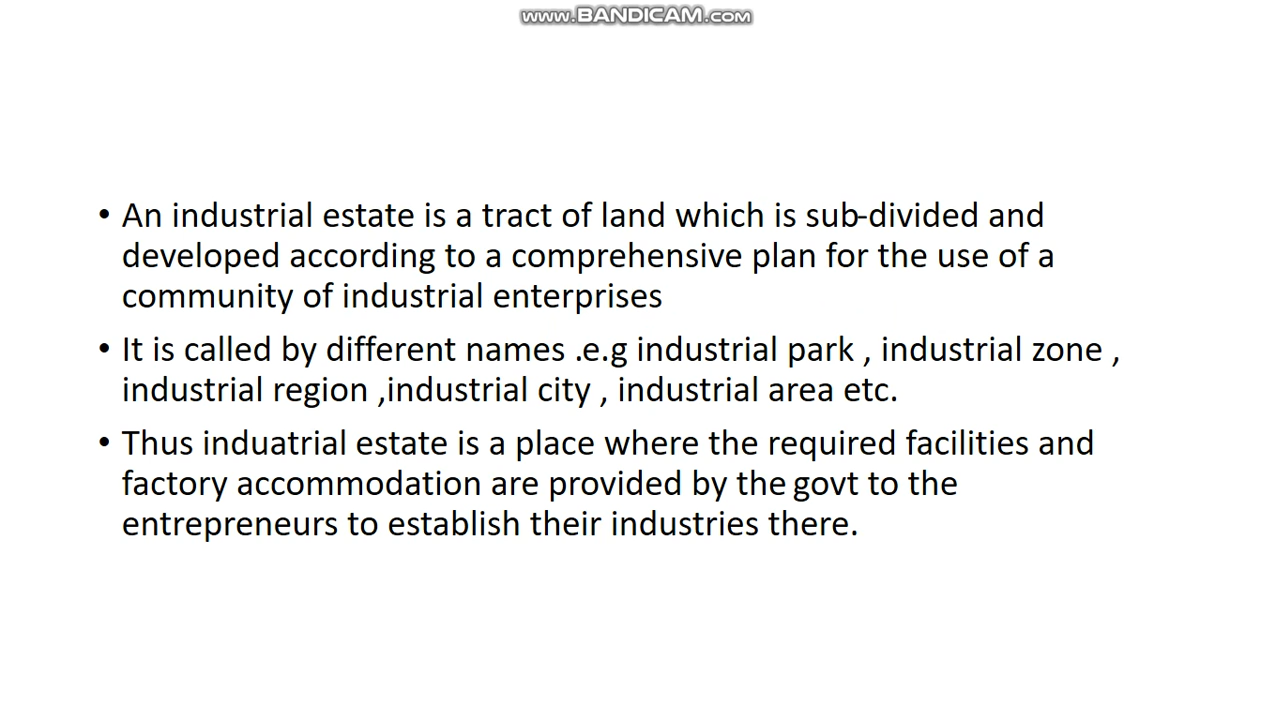 www.BANDICAM.com
• An industrial estate is a tract of land which is sub-divided and
developed according to a comprehensive plan for the use of a
community of industrial enterprises
• It is called by different names .e.g industrial park , industrial zone ,
industrial region ,industrial city , industrial area etc.
• Thus induatrial estate is a place where the required facilities and
factory accommodation are provided by the govt to the
entrepreneurs to establish their industries there.